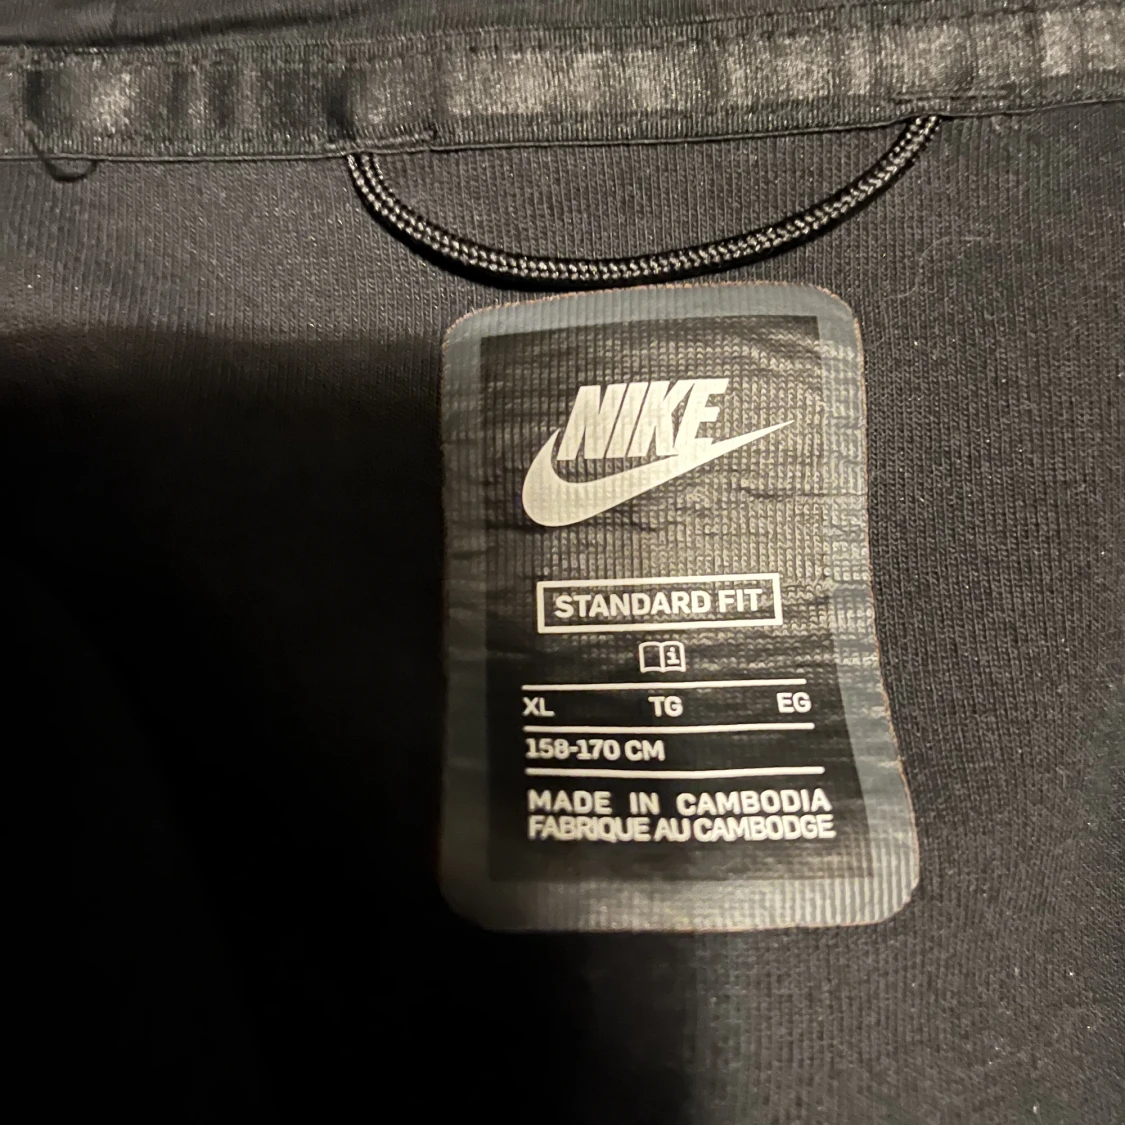 NIKE
STANDARD FIT
XL TG EG
158-170 CM
MADE IN CAMBODIA
FABRIQUE AU CAMBODGE